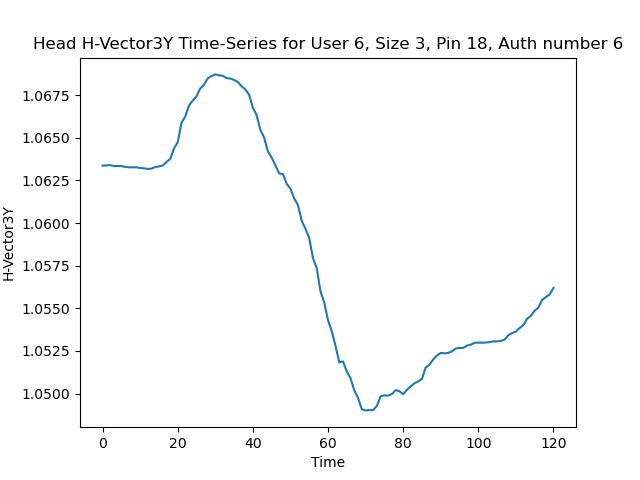 Head H-Vector3Y Time-Series for User 6, Size 3, Pin 18, Auth number 6
H-Vector3Y
1.0675
1.0650
1.0625
1.0600
1.0575
1.0550
1.0525
1.0500
0 20 40 60 80 100 120
Time